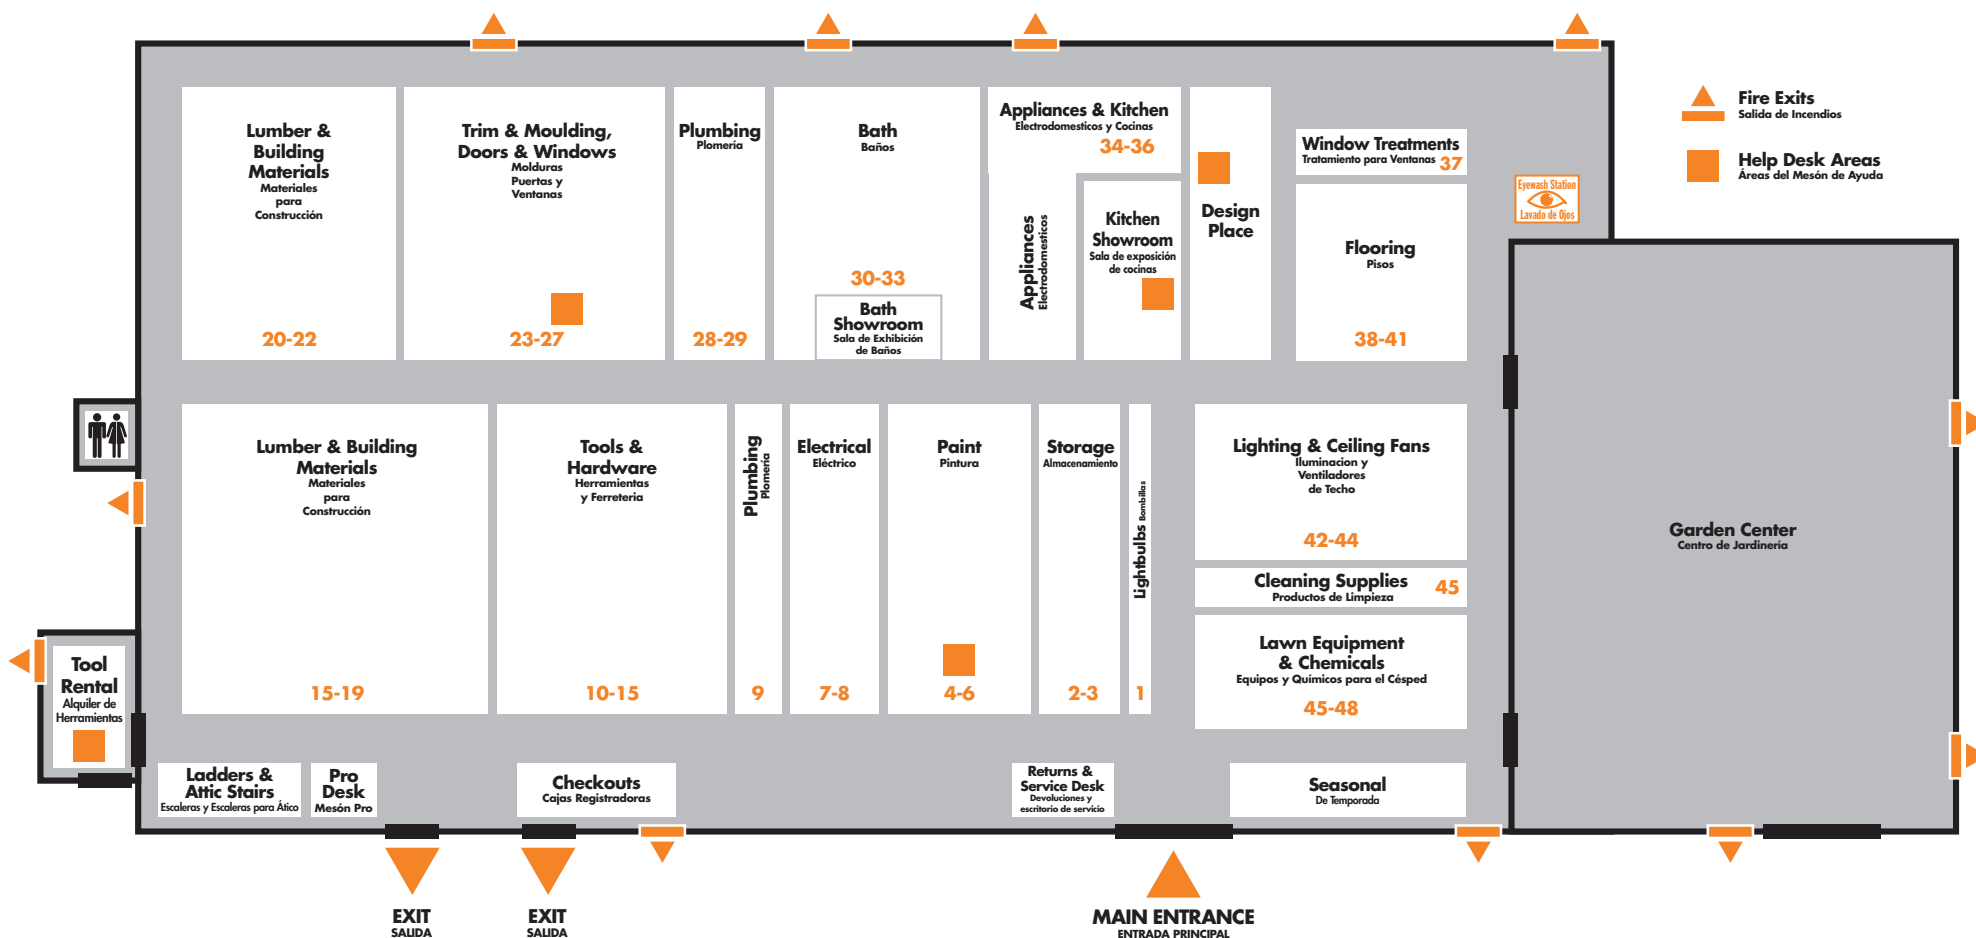 Fire Exits
Salida de Incendios
Help Desk Areas
Áreas del Mesón de Ayuda
Lumber &
Building
Materials
Materiales
para
Construcción
20-22
Trim & Moulding,
Doors & Windows
Molduras
Puertas y
Ventanas
23-27
Plumbing
Plomería
28-29
Bath
Baños
30-33
Bath
Showroom
Sala de Exhibición
de Baños
Appliances & Kitchen
Electrodomesticos y Cocinas
34-36
Appliances
Electrodomesticos
Kitchen
Showroom
Sala de exposición
de cocinas
Design
Place
Window Treatments
Tratamiento para Ventanas 37
Flooring
Pisos
38-41
Eyewash Station
Lavado de Ojos
Lumber & Building
Materials
Materiales
para
Construcción
15-19
Tools &
Hardware
Herramientas
y Ferreteria
10-15
Plumbing
Plomería
9
Electrical
Eléctrico
7-8
Paint
Pintura
4-6
Storage
Almacenamiento
2-3
Lightbulbs Bombillas
1
Lighting & Ceiling Fans
Iluminacion y
Ventiladores
de Techo
42-44
Cleaning Supplies 45
Productos de Limpieza
Lawn Equipment
& Chemicals
Equipos y Químicos para el Césped
45-48
Garden Center
Centro de Jardinería
Tool
Rental
Alquiler de
Herramientas
Ladders &
Attic Stairs
Escaleras y Escaleras para Ático
Pro
Desk
Mesón Pro
Checkouts
Cajas Registradoras
Returns &
Service Desk
Devoluciones y
escritorio de servicio
Seasonal
De Temporada
EXIT
SALIDA
EXIT
SALIDA
MAIN ENTRANCE
ENTRADA PRINCIPAL